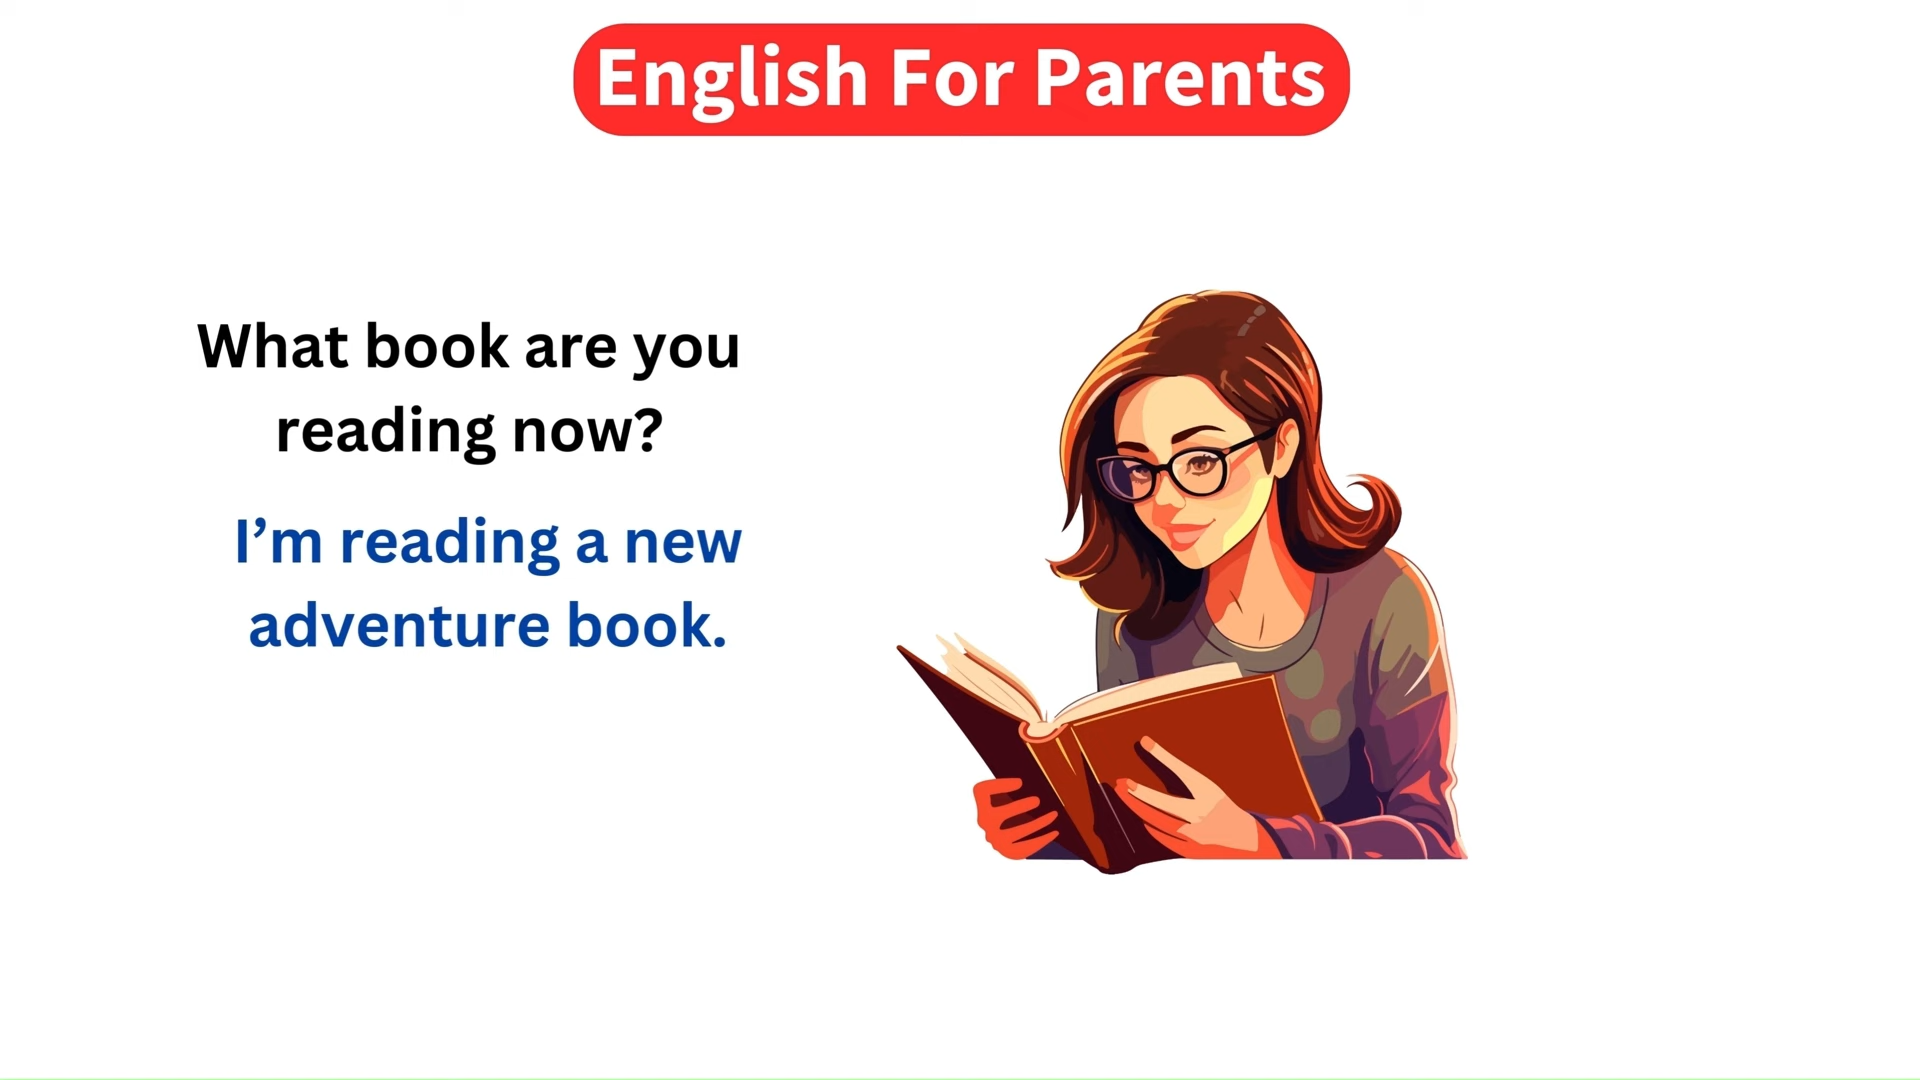 English For Parents
What book are you
reading now?
I’m reading a new
adventure book.